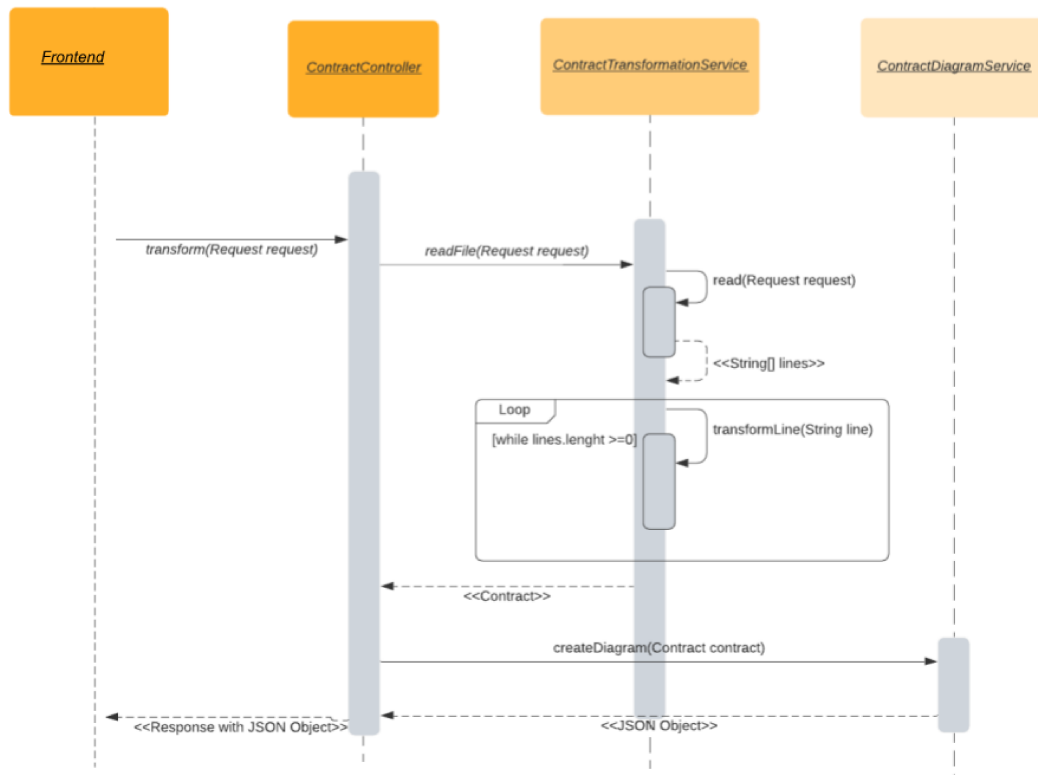 Frontend
ContractController
ContractTransformationService
ContractDiagramService
transform(Request request)
readFile(Request request)
read(Request request)
<<String[] lines>>
Loop
[while lines.lenght >=0]
transformLine(String line)
<<Contract>>
createDiagram(Contract contract)
<<Response with JSON Object>>
<<JSON Object>>